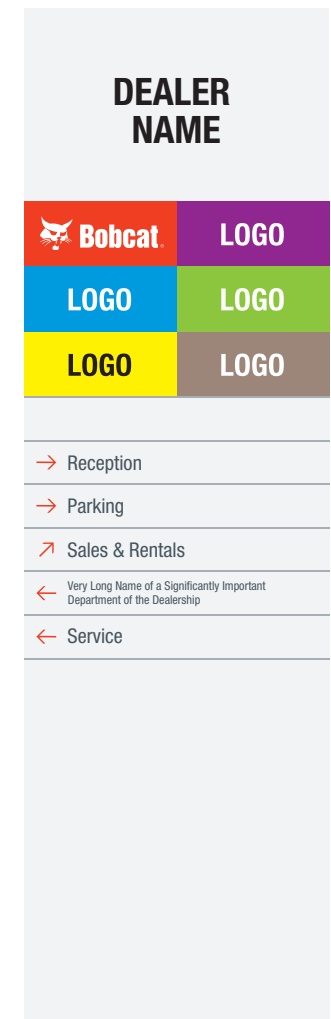 DEALER
NAME
Bobcat LOGO
LOGO LOGO
LOGO LOGO
Reception
Parking
Sales & Rentals
Very Long Name of a Significantly Important
Department of the Dealership
Service